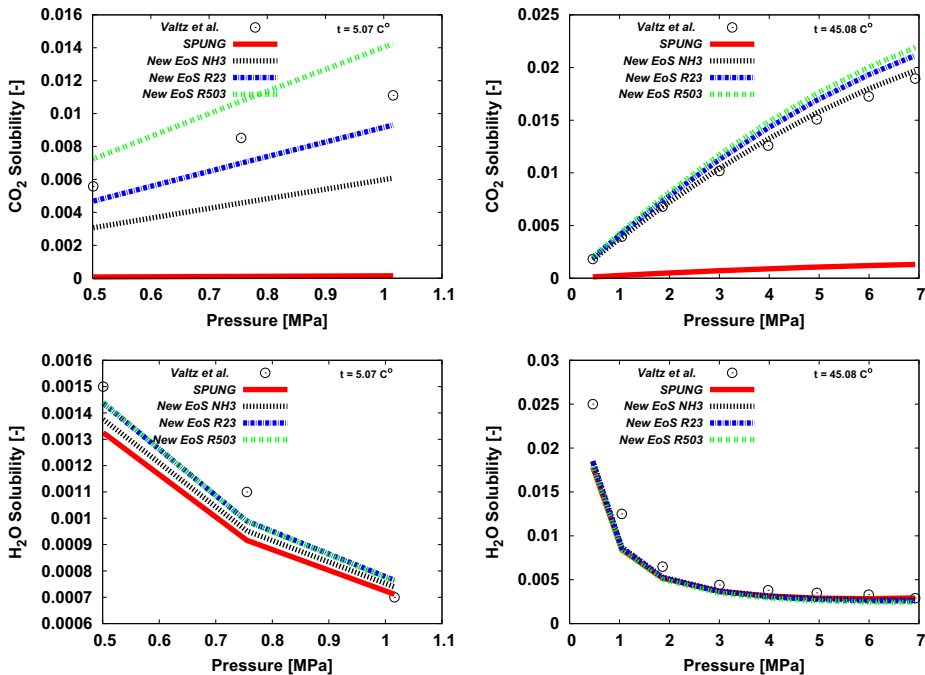 0.016
0.014
0.012
0.01
0.008
0.006
0.004
0.002
0
0.5 0.6 0.7 0.8 0.9 1 1.1
CO2 Solubility [-]
Pressure [MPa]
Valtz et al.
SPUNG
New EoS NH3
New EoS R23
New EoS R503
t = 5.07 C°
0.025
0.02
0.015
0.01
0.005
0
0 1 2 3 4 5 6 7
CO2 Solubility [-]
Pressure [MPa]
Valtz et al.
SPUNG
New EoS NH3
New EoS R23
New EoS R503
t = 45.08 C°
0.0016
0.0015
0.0014
0.0013
0.0012
0.0011
0.001
0.0009
0.0008
0.0007
0.0006
0.5 0.6 0.7 0.8 0.9 1 1.1
H2O Solubility [-]
Pressure [MPa]
Valtz et al.
SPUNG
New EoS NH3
New EoS R23
New EoS R503
t = 5.07 C°
0.03
0.025
0.02
0.015
0.01
0.005
0
0 1 2 3 4 5 6 7
H2O Solubility [-]
Pressure [MPa]
Valtz et al.
SPUNG
New EoS NH3
New EoS R23
New EoS R503
t = 45.08 C°